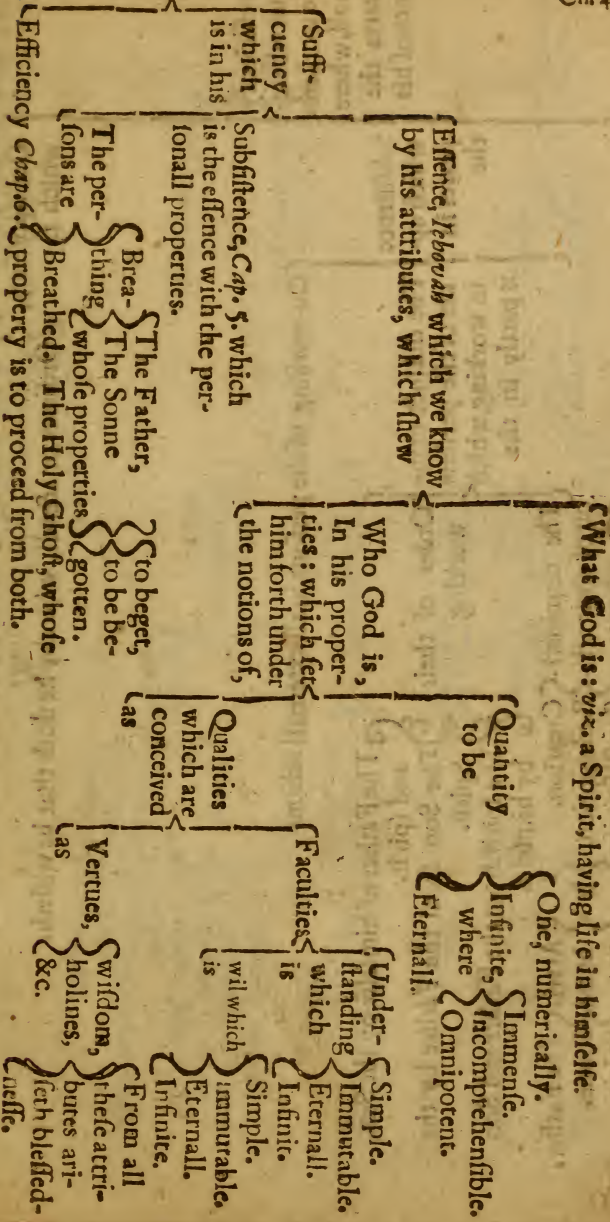 Suffi-
ciency
which
is in his
Eſſence, Iehovah which we know
by his attributes, which ſhew
What God is: viz. a Spirit, having life in himſelfe.
Who God is,
In his proper-
ties: which ſet
him forth under
the notions of,
Quantity
to be
One, numerically.
Infinite,
where
Immenſe.
Incomprehenſible.
Omnipotent.
Eternall.
Qualities
which are
conceived
as
Faculties
is
Under-
ſtanding
which
Simple.
Immutable.
Eternall.
Infinit.
wil which
is
Simple.
immutable.
Eternall.
Infinite.
Vertues,
as
wiſdom,
holines,
&c.
From all
theſe attri-
butes ari-
ſeth bleſſed-
neſſe.
Subſiſtence, Cap. 5. which
is the eſſence with the per-
ſonall properties.
The per-
ſons are
Brea-
thing
The Father,
The Sonne
whoſe properties
to beget,
to be be-
gotten.
Breathed. The Holy Ghoſt, whoſe
property is to proceed from both.
Efficiency Chap. 6.